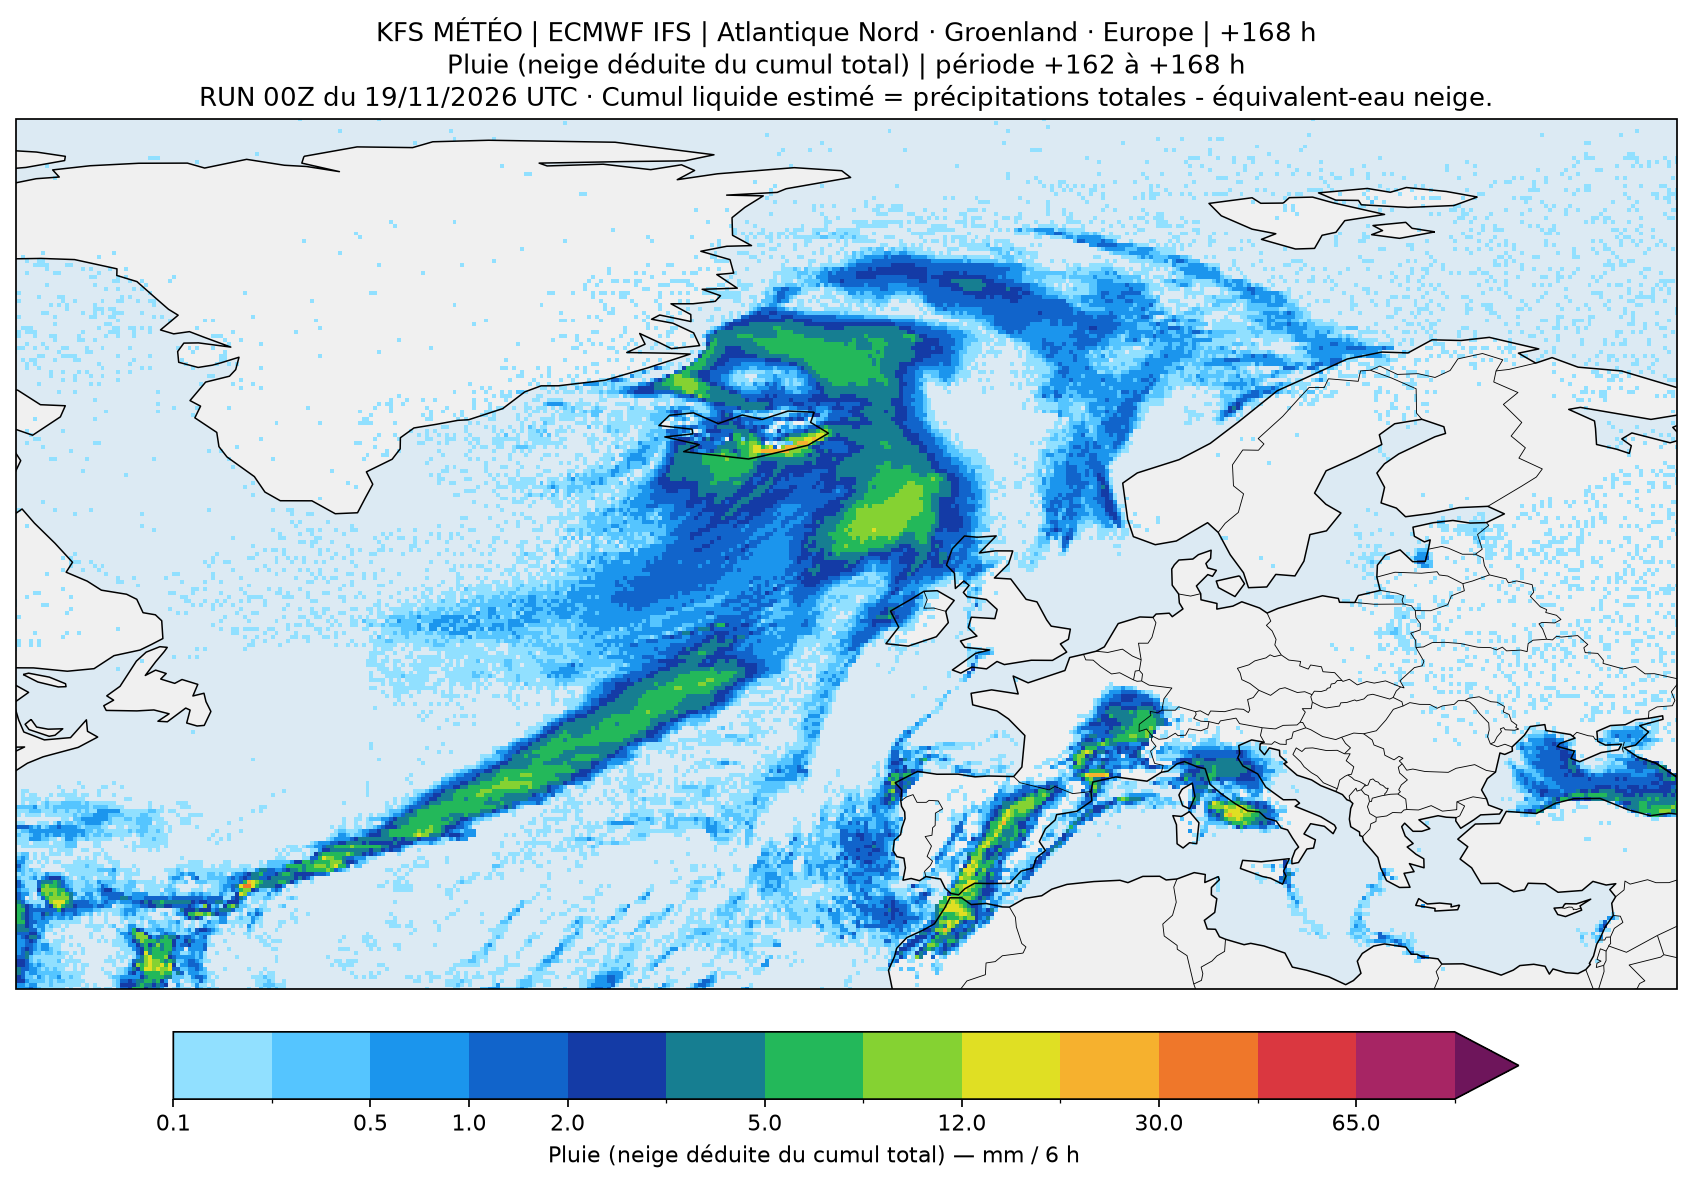 KFS MÉTÉO | ECMWF IFS | Atlantique Nord · Groenland · Europe | +168 h
Pluie (neige déduite du cumul total) | période +162 à +168 h
RUN 00Z du 19/11/2026 UTC · Cumul liquide estimé = précipitations totales - équivalent-eau neige.
0.1 0.5 1.0 2.0 5.0 12.0 30.0 65.0
Pluie (neige déduite du cumul total) — mm / 6 h